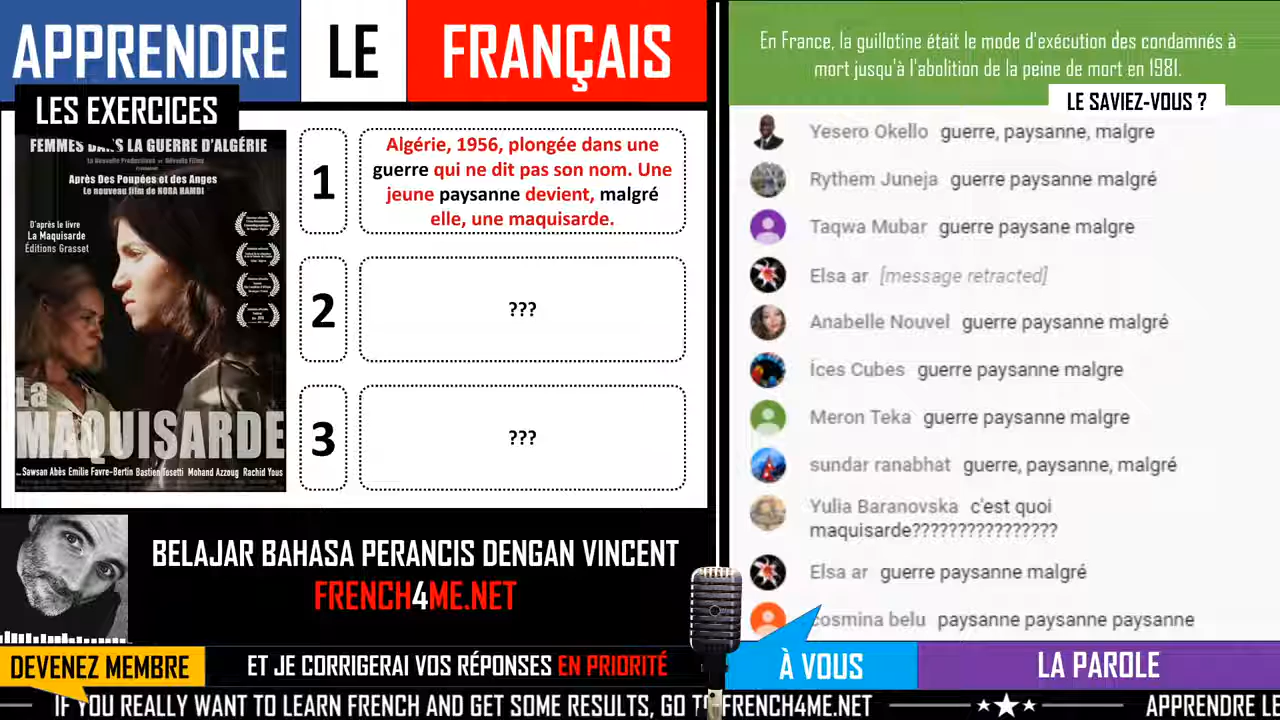 APPRENDRE LE FRANÇAIS
LES EXERCICES
FEMMES DANS LA GUERRE D'ALGÉRIE
Après Des Poupées et des Anges
Le nouveau film de NORA HAMDI
D'après le livre
La Maquisarde
Éditions Grasset
La
MAQUISARDE
Sawsan Abès Emilie Favre-Bertin Bastien Mohand Azzoug Rachid Yous
1
Algérie, 1956, plongée dans une
guerre qui ne dit pas son nom. Une
jeune paysanne devient, malgré
elle, une maquisarde.
2
???
3
???
BELAJAR BAHASA PERANCIS DENGAN VINCENT
FRENCH4ME.NET
DEVENEZ MEMBRE
ET JE CORRIGERAI VOS RÉPONSES EN PRIORITÉ
En France, la guillotine était le mode d'exécution des condamnés à
mort jusqu'à l'abolition de la peine de mort en 1981.
LE SAVIEZ-VOUS ?
Yesero Okello guerre, paysanne, malgre
Rythem Juneja guerre paysanne malgré
Taqwa Mubar guerre paysane malgre
Elsa ar [message retracted]
Anabelle Nouvel guerre paysanne malgré
İces Cubes guerre paysanne malgre
Meron Teka guerre paysanne malgre
sundar ranabhat guerre, paysanne, malgré
Yulia Baranovska c'est quoi
maquisarde????????????????
Elsa ar guerre paysanne malgré
cosmina belu paysanne paysanne paysanne
À VOUS LA PAROLE
IF YOU REALLY WANT TO LEARN FRENCH AND GET SOME RESULTS, GO TO FRENCH4ME.NET APPRENDRE LE